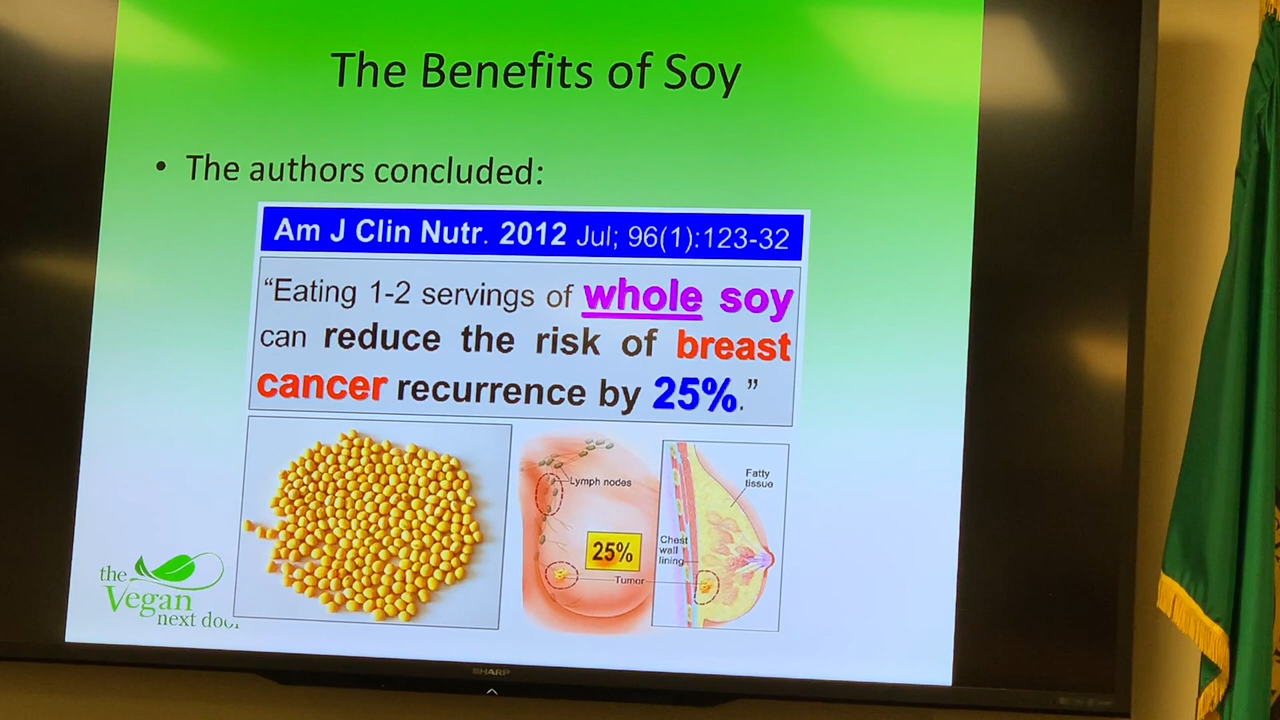 The Benefits of Soy
• The authors concluded:
Am J Clin Nutr. 2012 Jul; 96(1):123-32
“Eating 1-2 servings of whole soy
can reduce the risk of breast
cancer recurrence by 25%.”
Lymph nodes
25%
Tumor
Fatty
tissue
Chest
wall
lining
the
Vegan
next door
SHARP